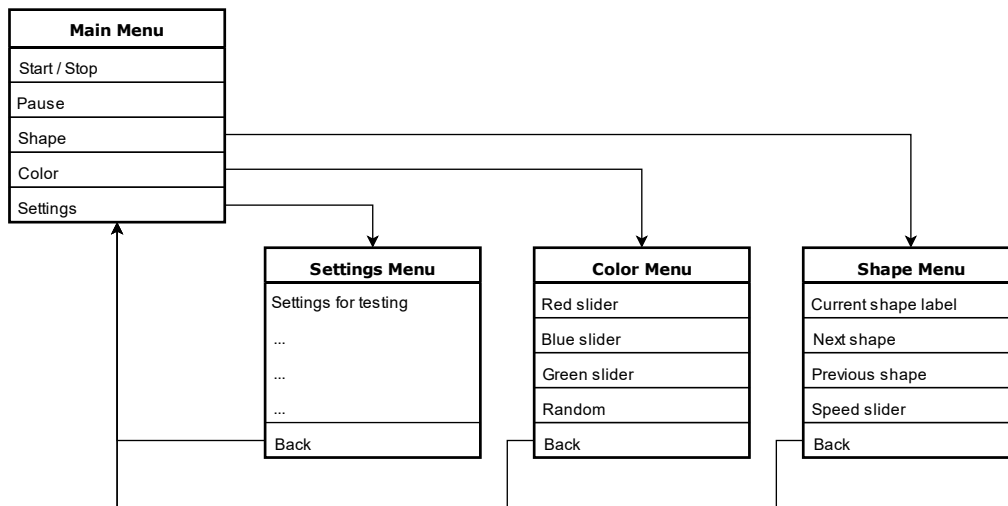 Main Menu
Start / Stop
Pause
Shape
Color
Settings
Settings Menu
Settings for testing
...
...
...
Back
Color Menu
Red slider
Blue slider
Green slider
Random
Back
Shape Menu
Current shape label
Next shape
Previous shape
Speed slider
Back